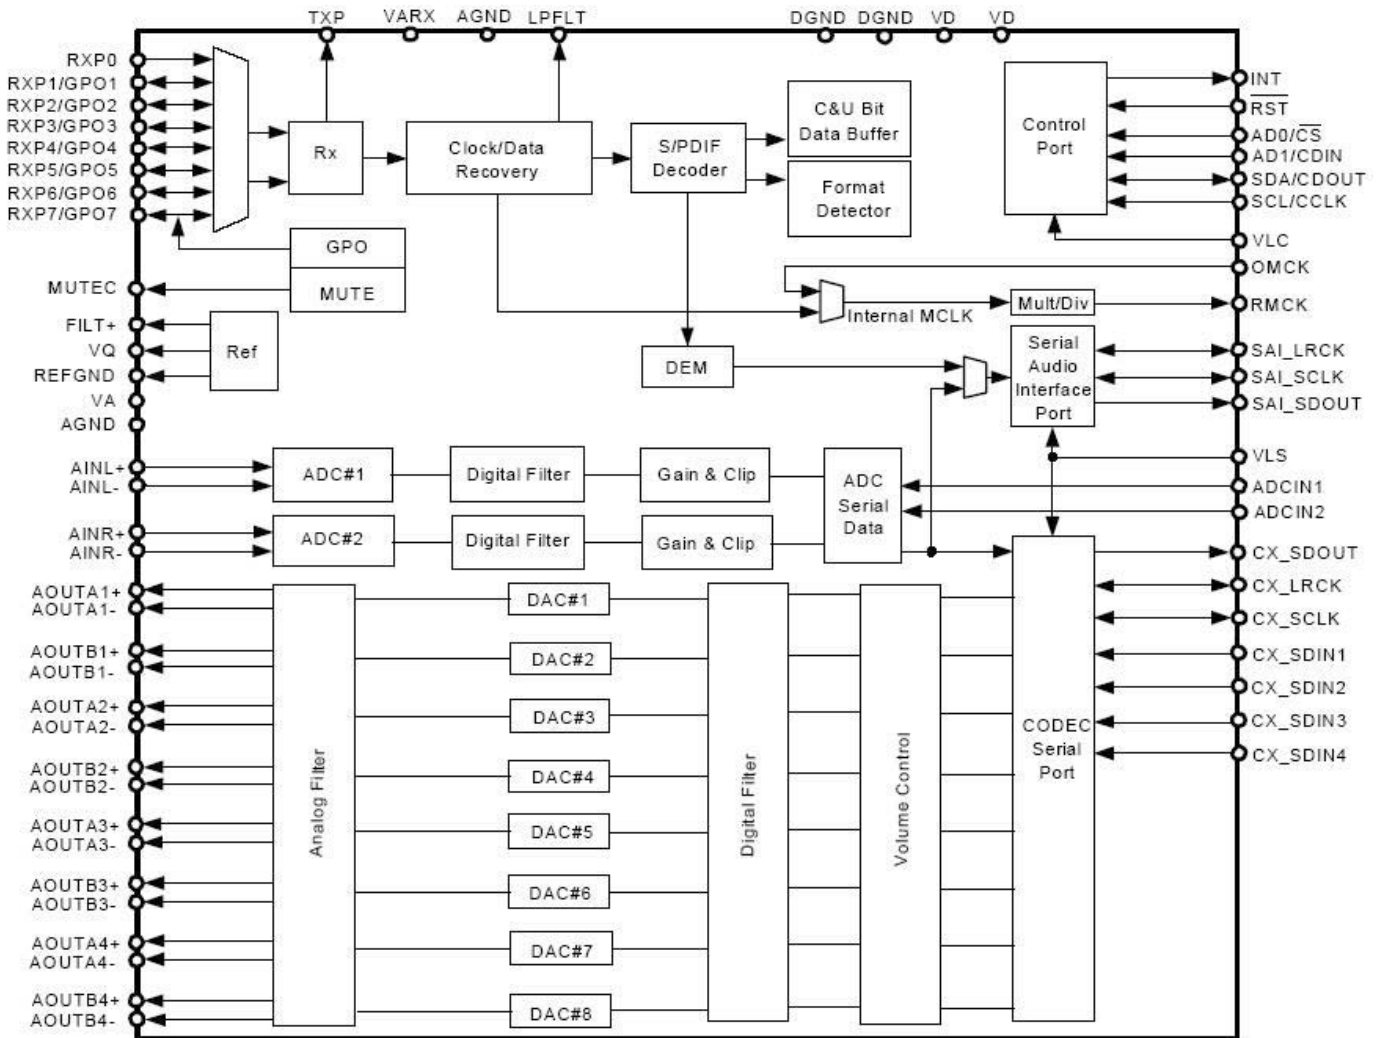 TXP
VARX
AGND
LPFLT
DGND
DGND
VD
VD
RXP0
RXP1/GPO1
RXP2/GPO2
RXP3/GPO3
RXP4/GPO4
RXP5/GPO5
RXP6/GPO6
RXP7/GPO7
MUTEC
FILT+
VQ
REFGND
VA
AGND
AINL+
AINL-
AINR+
AINR-
AOUTA1+
AOUTA1-
AOUTB1+
AOUTB1-
AOUTA2+
AOUTA2-
AOUTB2+
AOUTB2-
AOUTA3+
AOUTA3-
AOUTB3+
AOUTB3-
AOUTA4+
AOUTA4-
AOUTB4+
AOUTB4-
Rx
Clock/Data
Recovery
S/PDIF
Decoder
C&U Bit
Data Buffer
Format
Detector
Control
Port
GPO
MUTE
Ref
Internal MCLK
Mult/Div
DEM
Serial
Audio
Interface
Port
ADC#1
Digital Filter
Gain & Clip
ADC
Serial
Data
ADC#2
Digital Filter
Gain & Clip
Analog Filter
DAC#1
DAC#2
DAC#3
DAC#4
DAC#5
DAC#6
DAC#7
DAC#8
Digital Filter
Volume Control
CODEC
Serial
Port
INT
RST
AD0/CS
AD1/CDIN
SDA/CDOUT
SCL/CCLK
VLC
OMCK
RMCK
SAI_LRCK
SAI_SCLK
SAI_SDOUT
VLS
ADCIN1
ADCIN2
CX_SDOUT
CX_LRCK
CX_SCLK
CX_SDIN1
CX_SDIN2
CX_SDIN3
CX_SDIN4